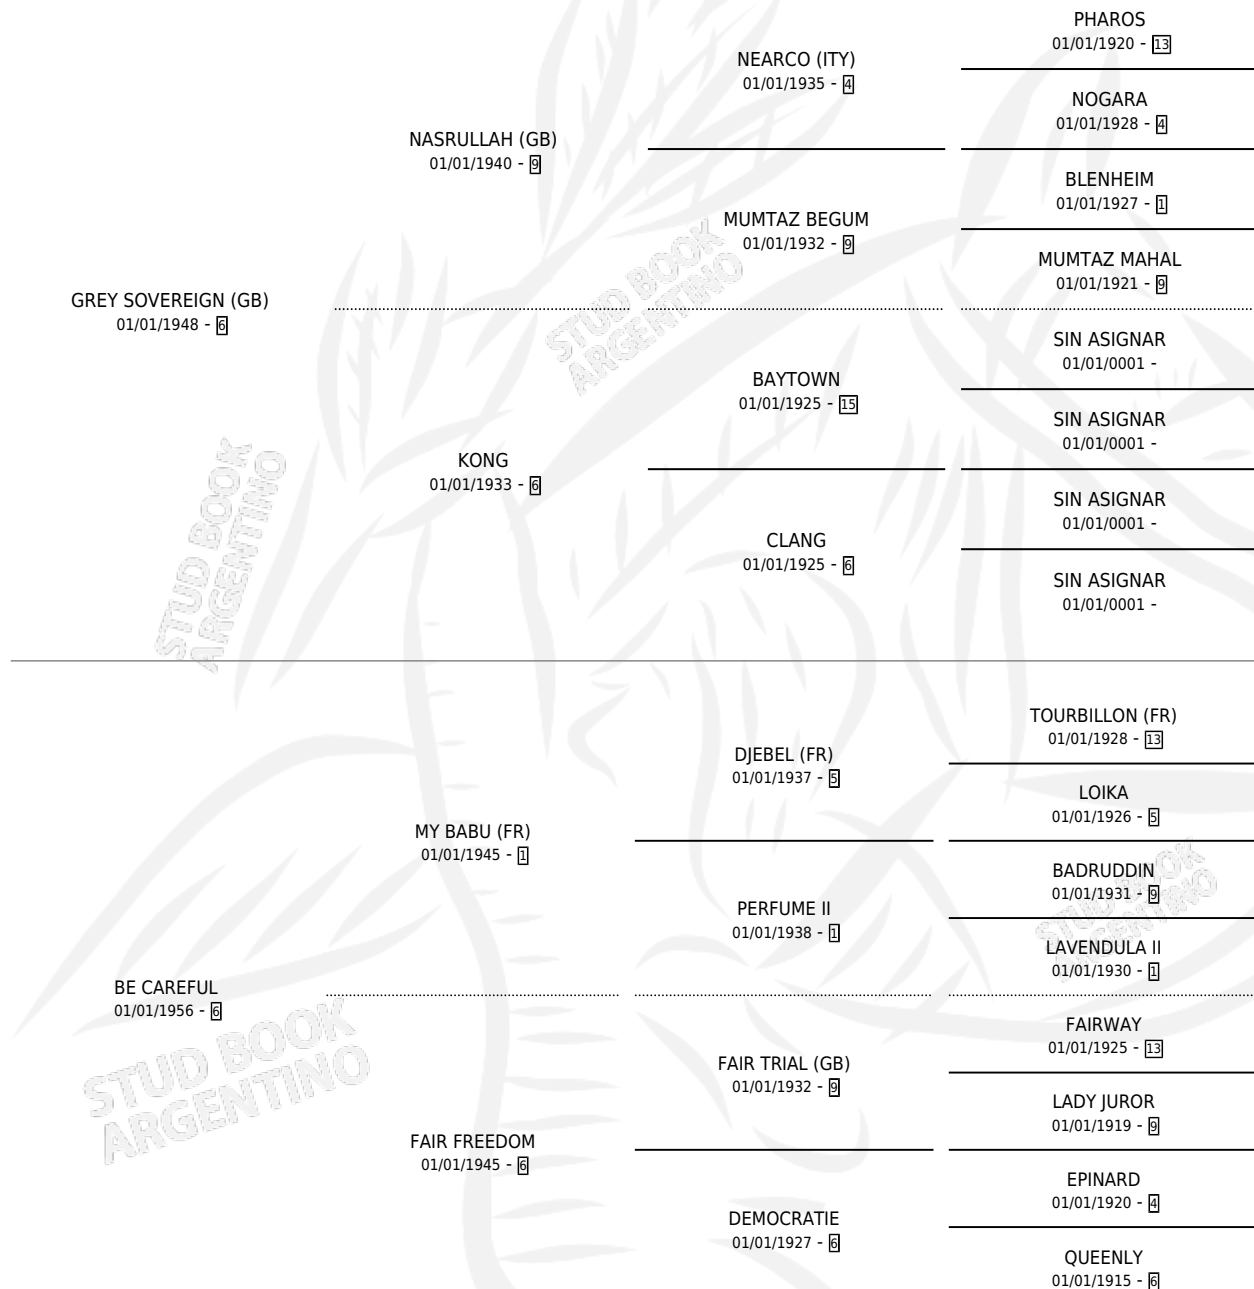 PHAROS
01/01/1920 - 13
NEARCO (ITY)
01/01/1935 - 4
NOGARA
01/01/1928 - 4
NASRULLAH (GB)
01/01/1940 - 9
BLENHEIM
01/01/1927 - 1
MUMTAZ BEGUM
01/01/1932 - 9
MUMTAZ MAHAL
01/01/1921 - 9
GREY SOVEREIGN (GB)
01/01/1948 - 6
STUD BOOK
ARGENTINO
SIN ASIGNAR
01/01/0001 -
BAYTOWN
01/01/1925 - 15
SIN ASIGNAR
01/01/0001 -
KONG
01/01/1933 - 6
SIN ASIGNAR
01/01/0001 -
CLANG
01/01/1925 - 6
SIN ASIGNAR
01/01/0001 -
STUD BOOK
ARGENTINO
TOURBILLON (FR)
01/01/1928 - 13
DJEBEL (FR)
01/01/1937 - 5
LOIKA
01/01/1926 - 5
MY BABU (FR)
01/01/1945 - 1
BADRUDDIN
01/01/1931 - 9
PERFUME II
01/01/1938 - 1
STUD BOOK
ARGENTINO
LAVENDULA II
01/01/1930 - 1
BE CAREFUL
01/01/1956 - 6
STUD BOOK
ARGENTINO
FAIRWAY
01/01/1925 - 13
FAIR TRIAL (GB)
01/01/1932 - 9
LADY JUROR
01/01/1919 - 9
FAIR FREEDOM
01/01/1945 - 6
EPINARD
01/01/1920 - 4
DEMOCRATIE
01/01/1927 - 6
QUEENLY
01/01/1915 - 6